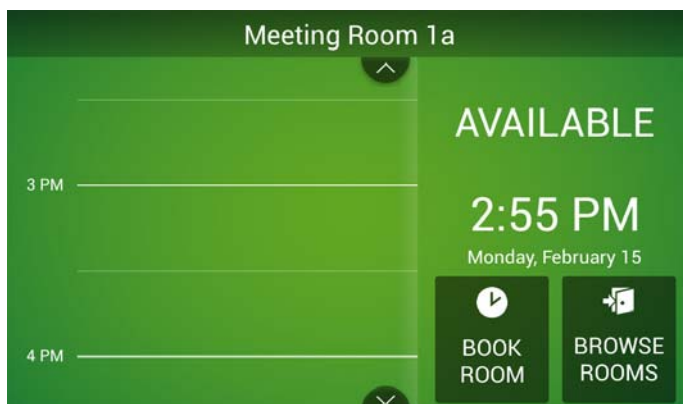 Meeting Room 1a
3 PM
4 PM
AVAILABLE
2:55 PM
Monday, February 15
BOOK
ROOM
BROWSE
ROOMS